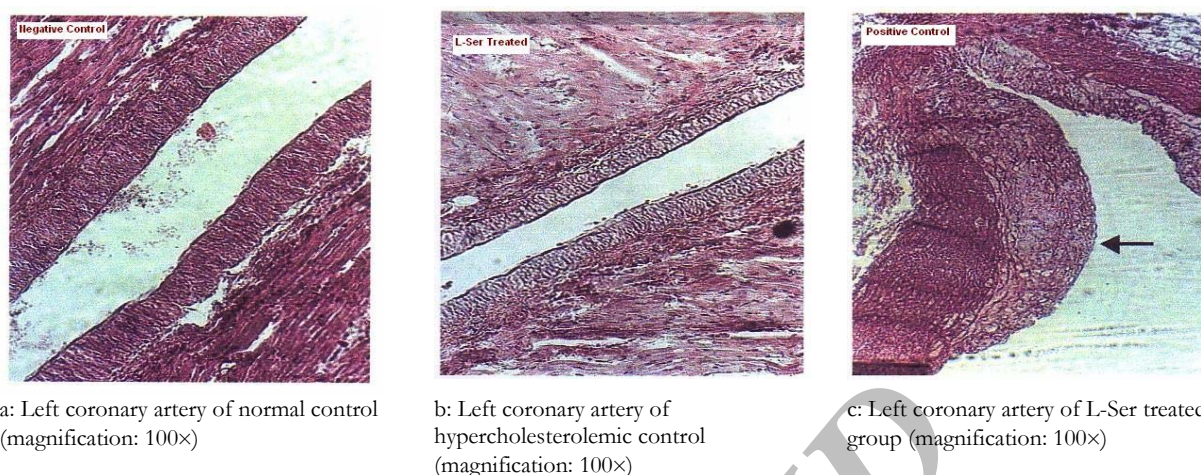 Negative Control
L-Ser Treated
Positive Control
a: Left coronary artery of normal control
(magnification: 100×)
b: Left coronary artery of
hypercholesterolemic control
(magnification: 100×)
c: Left coronary artery of L-Ser treated
group (magnification: 100×)